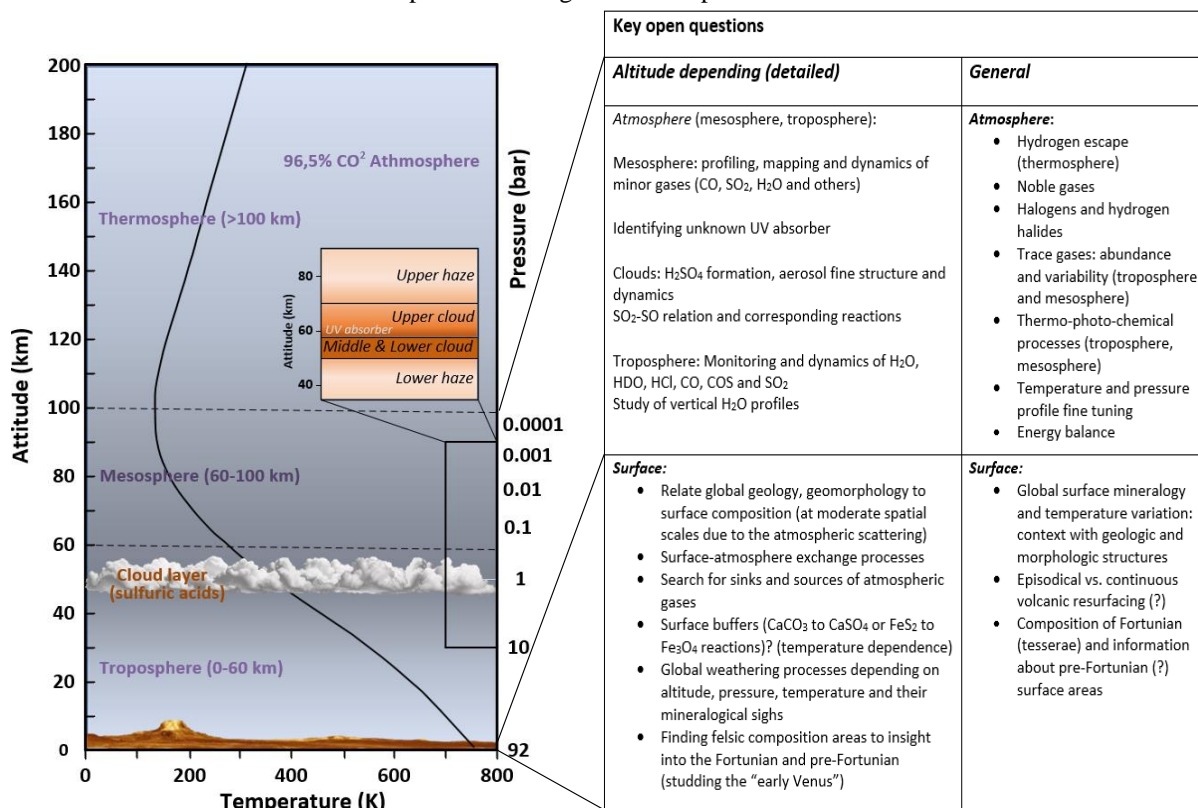 200
180
160
140
120
100
80
60
40
20
0
Attitude (km)
0
200
400
600
800
Temperature (K)
Pressure (bar)
0.0001
0.001
0.01
0.1
1
10
92
96,5% CO² Athmosphere
Thermosphere (>100 km)
Mesosphere (60-100 km)
Cloud layer
(sulfuric acids)
Troposphere (0-60 km)
Altitude (km)
80
60
40
Upper haze
Upper cloud
UV absorber
Middle & Lower cloud
Lower haze
Key open questions
Altitude depending (detailed)
General
Atmosphere (mesosphere, troposphere):
Mesosphere: profiling, mapping and dynamics of
minor gases (CO, SO₂, H₂O and others)
Identifying unknown UV absorber
Clouds: H₂SO₄ formation, aerosol fine structure and
dynamics
SO₂-SO relation and corresponding reactions
Troposphere: Monitoring and dynamics of H₂O,
HDO, HCl, CO, COS and SO₂
Study of vertical H₂O profiles
Atmosphere:
• Hydrogen escape
(thermosphere)
• Noble gases
• Halogens and hydrogen
halides
• Trace gases: abundance
and variability (troposphere
and mesosphere)
• Thermo-photo-chemical
processes (troposphere,
mesosphere)
• Temperature and pressure
profile fine tuning
• Energy balance
Surface:
• Relate global geology, geomorphology to
surface composition (at moderate spatial
scales due to the atmospheric scattering)
• Surface-atmosphere exchange processes
• Search for sinks and sources of atmospheric
gases
• Surface buffers (CaCO₃ to CaSO₄ or FeS₂ to
Fe₃O₄ reactions)? (temperature dependence)
• Global weathering processes depending on
altitude, pressure, temperature and their
mineralogical sighs
• Finding felsic composition areas to insight
into the Fortunian and pre-Fortunian
(studding the “early Venus”)
Surface:
• Global surface mineralogy
and temperature variation:
context with geologic and
morphologic structures
• Episodical vs. continuous
volcanic resurfacing (?)
• Composition of Fortunian
(tesserae) and information
about pre-Fortunian (?)
surface areas